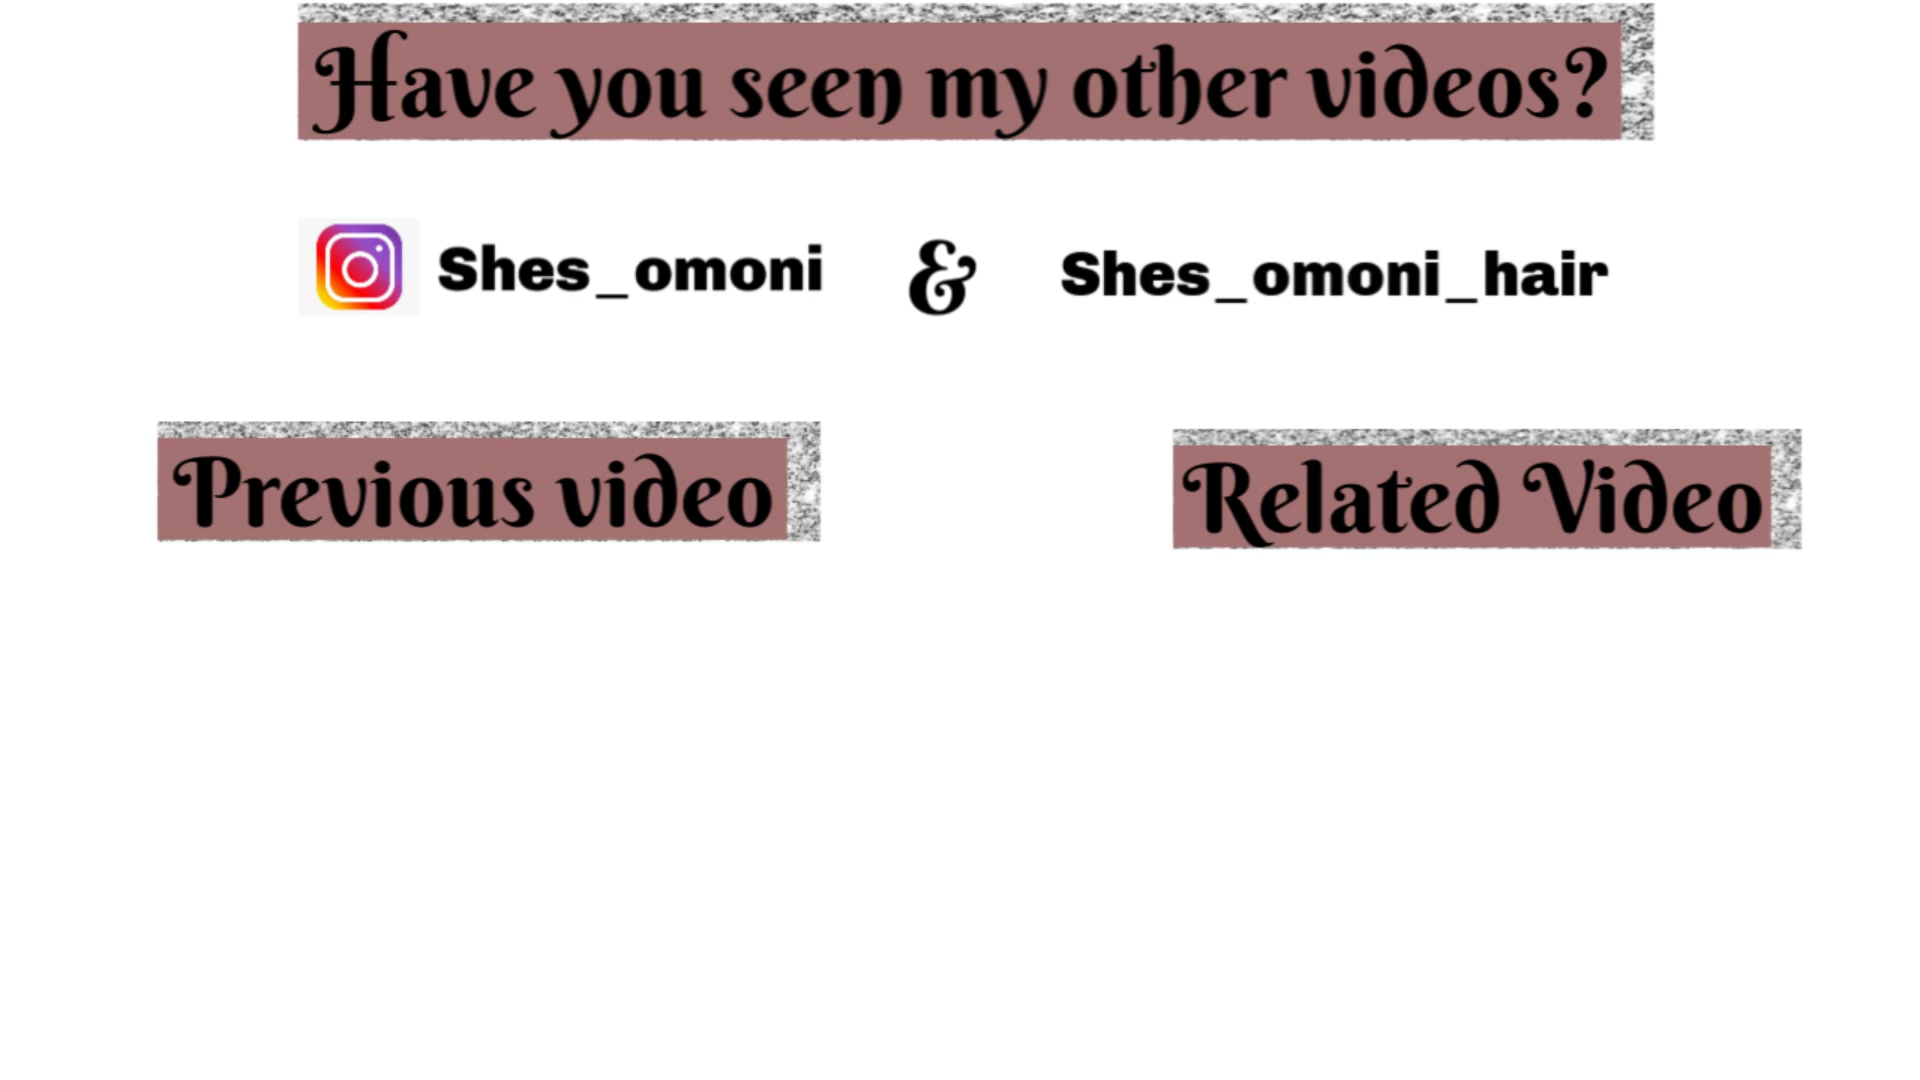 Have you seen my other videos?
Shes_omoni & Shes_omoni_hair
Previous video
Related Video